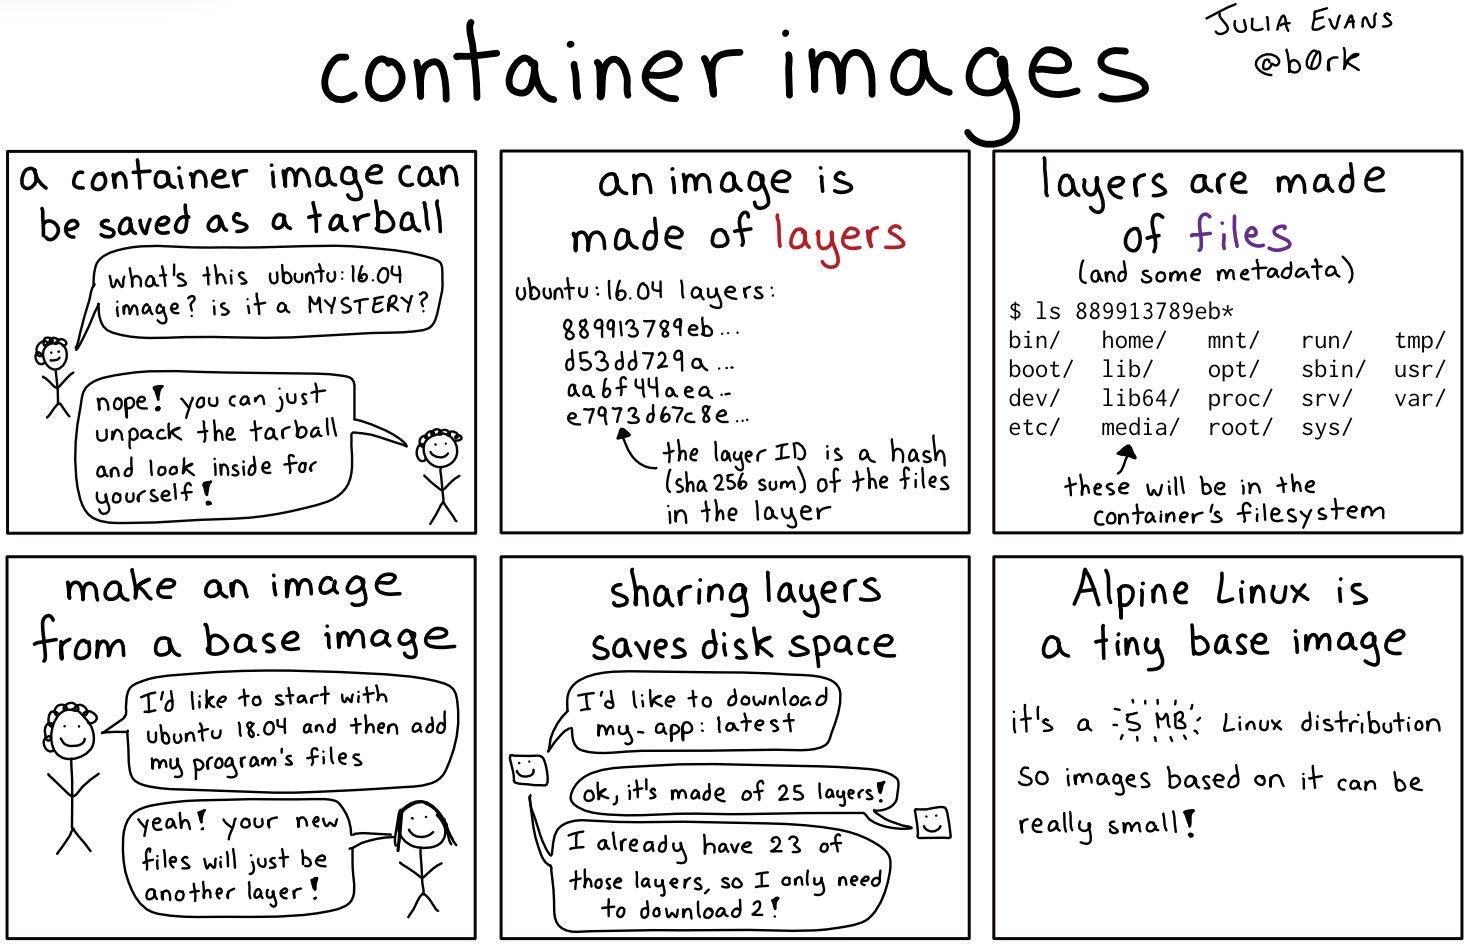 container images
JULIA EVANS
@b0rk
a container image can
be saved as a tarball
what's this ubuntu:16.04
image? is it a MYSTERY?
nope! you can just
unpack the tarball
and look inside for
yourself!
an image is
made of layers
ubuntu:16.04 layers:
889913789eb...
d53dd729a...
aa6f44aea...
e7973d67c8e...
the layer ID is a hash
(sha 256 sum) of the files
in the layer
layers are made
of files
(and some metadata)
$ ls 889913789eb*
bin/ home/ mnt/ run/ tmp/
boot/ lib/ opt/ sbin/ usr/
dev/ lib64/ proc/ srv/ var/
etc/ media/ root/ sys/
these will be in the
container's filesystem
make an image
from a base image
I'd like to start with
ubuntu 18.04 and then add
my program's files
yeah! your new
files will just be
another layer!
sharing layers
saves disk space
I'd like to download
my-app: latest
ok, it's made of 25 layers!
I already have 23 of
those layers, so I only need
to download 2!
Alpine Linux is
a tiny base image
it's a 5 MB Linux distribution
so images based on it can be
really small!